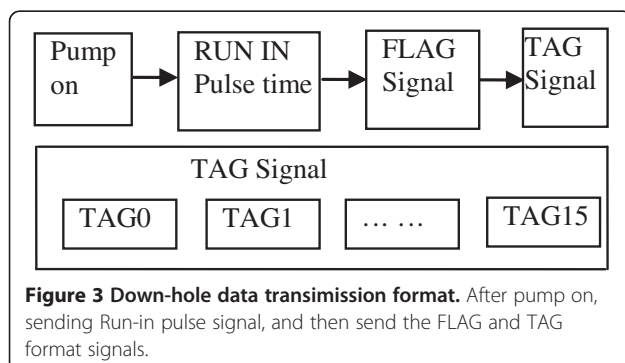 Pump on
RUN IN Pulse time
FLAG Signal
TAG Signal
TAG Signal
TAG0
TAG1
... ...
TAG15
Figure 3 Down-hole data transimission format. After pump on,
sending Run-in pulse signal, and then send the FLAG and TAG
format signals.